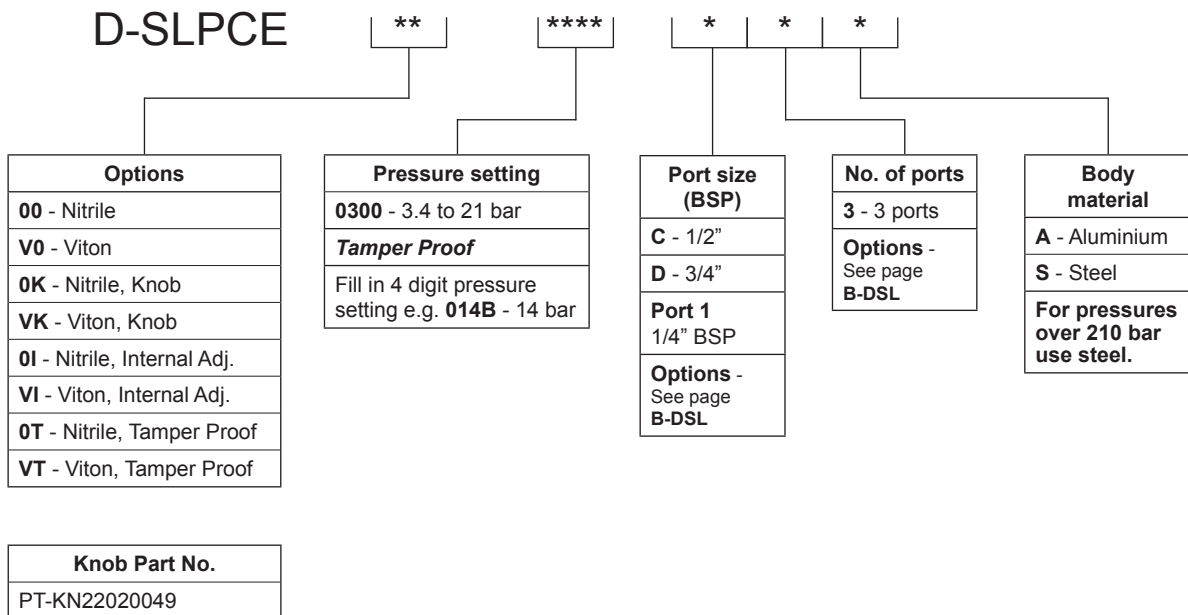 D-SLPCE ** **** * * *
Options
00 - Nitrile
V0 - Viton
0K - Nitrile, Knob
VK - Viton, Knob
0I - Nitrile, Internal Adj.
VI - Viton, Internal Adj.
0T - Nitrile, Tamper Proof
VT - Viton, Tamper Proof
Pressure setting
0300 - 3.4 to 21 bar
Tamper Proof
Fill in 4 digit pressure
setting e.g. 014B - 14 bar
Port size
(BSP)
C - 1/2”
D - 3/4”
Port 1
1/4” BSP
Options -
See page
B-DSL
No. of ports
3 - 3 ports
Options -
See page
B-DSL
Body
material
A - Aluminium
S - Steel
For pressures
over 210 bar
use steel.
Knob Part No.
PT-KN22020049